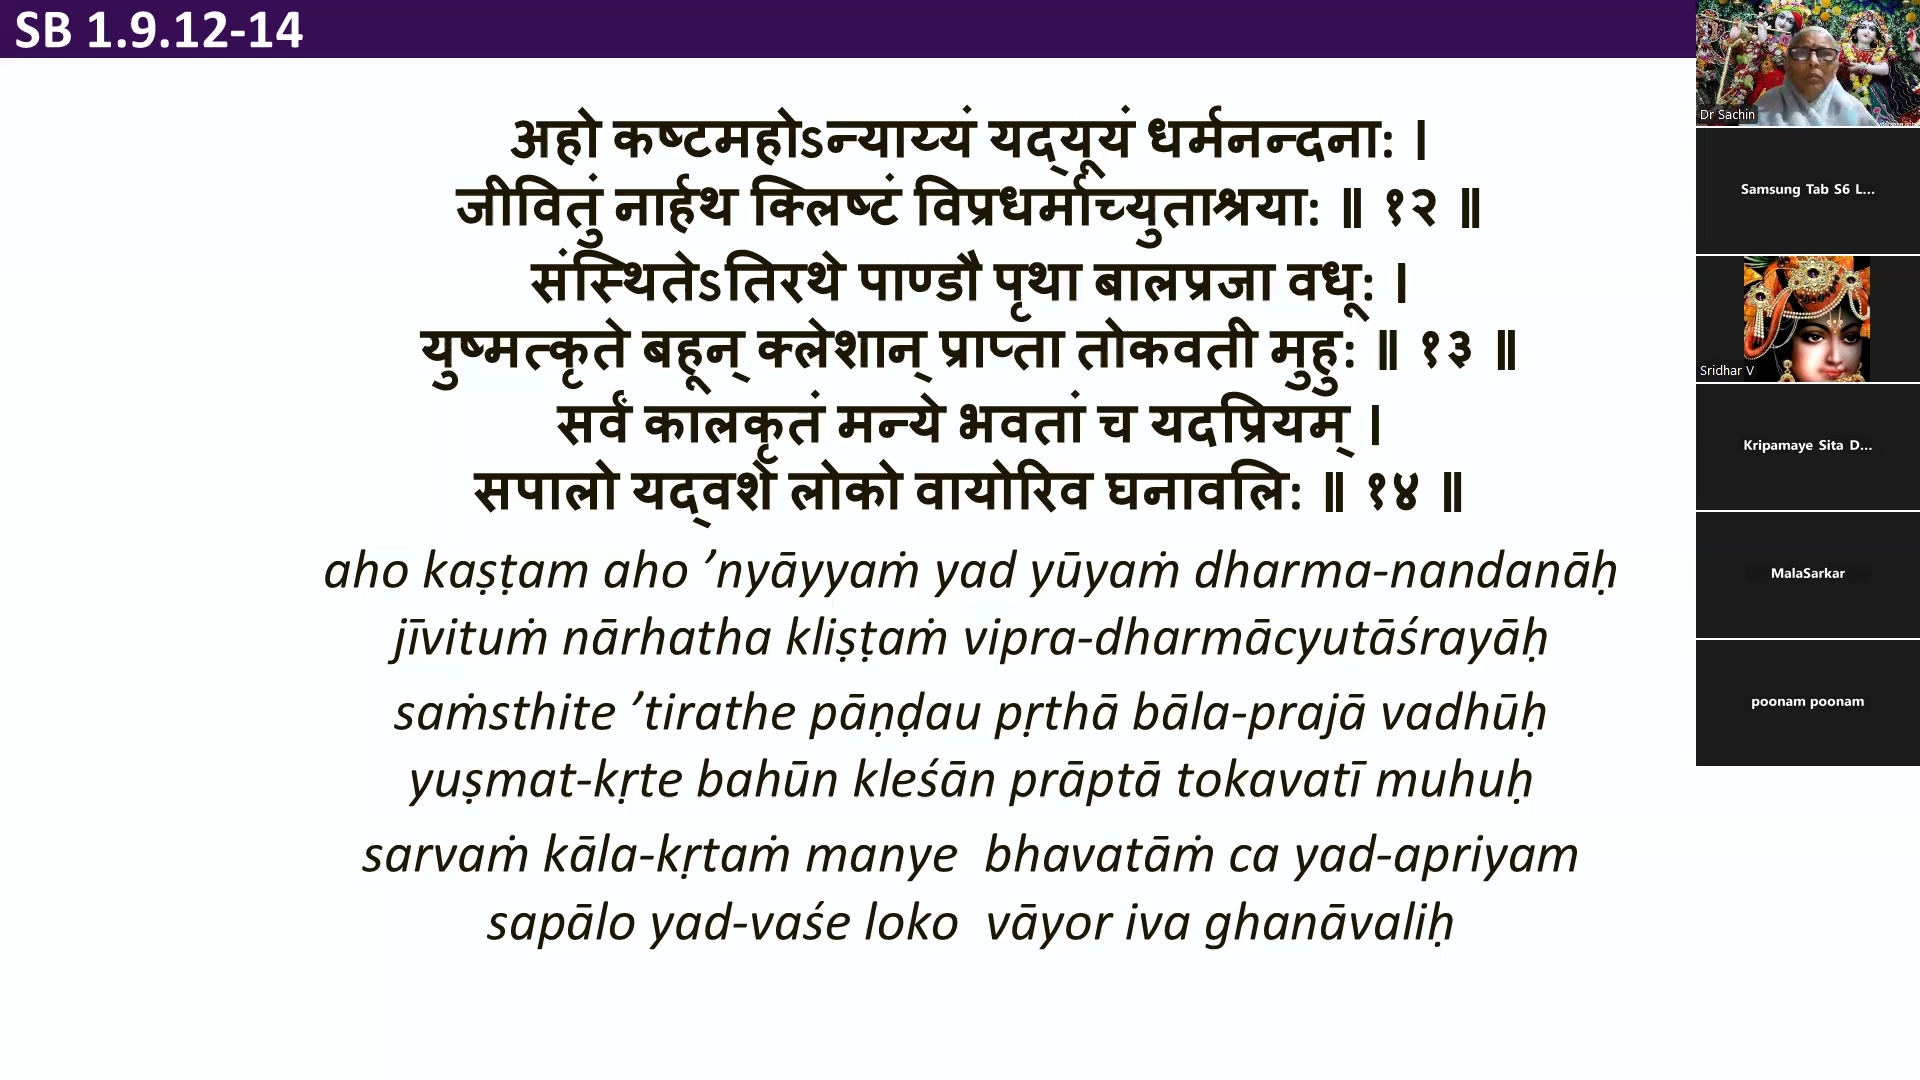 SB 1.9.12-14
अहो कष्टमहोऽन्याय्यं यद्यूयं धर्मनन्दनाः ।
जीवितुं नार्हथ क्लिष्टं विप्रधर्माच्युताश्रयाः ॥ १२ ॥
संस्थितेऽतिरथे पाण्डौ पृथा बालप्रजा वधूः ।
युष्मत्कृते बहून् क्लेशान् प्राप्ता तोकवती मुहुः ॥ १३ ॥
सर्वं कालकृतं मन्ये भवतां च यदप्रियम् ।
सपालो यद्वशे लोको वायोरिव घनावलिः ॥ १४ ॥
aho kaṣṭam aho ’nyāyyaṁ yad yūyaṁ dharma-nandanāḥ
jīvituṁ nārhatha kliṣṭaṁ vipra-dharmācyutāśrayāḥ
saṁsthite ’tirathe pāṇḍau pṛthā bāla-prajā vadhūḥ
yuṣmat-kṛte bahūn kleśān prāptā tokavatī muhuḥ
sarvaṁ kāla-kṛtaṁ manye bhavatāṁ ca yad-apriyam
sapālo yad-vaśe loko vāyor iva ghanāvaliḥ
Dr Sachin
Samsung Tab S6 L...
Sridhar V
Kripamaye Sita D...
MalaSarkar
poonam poonam